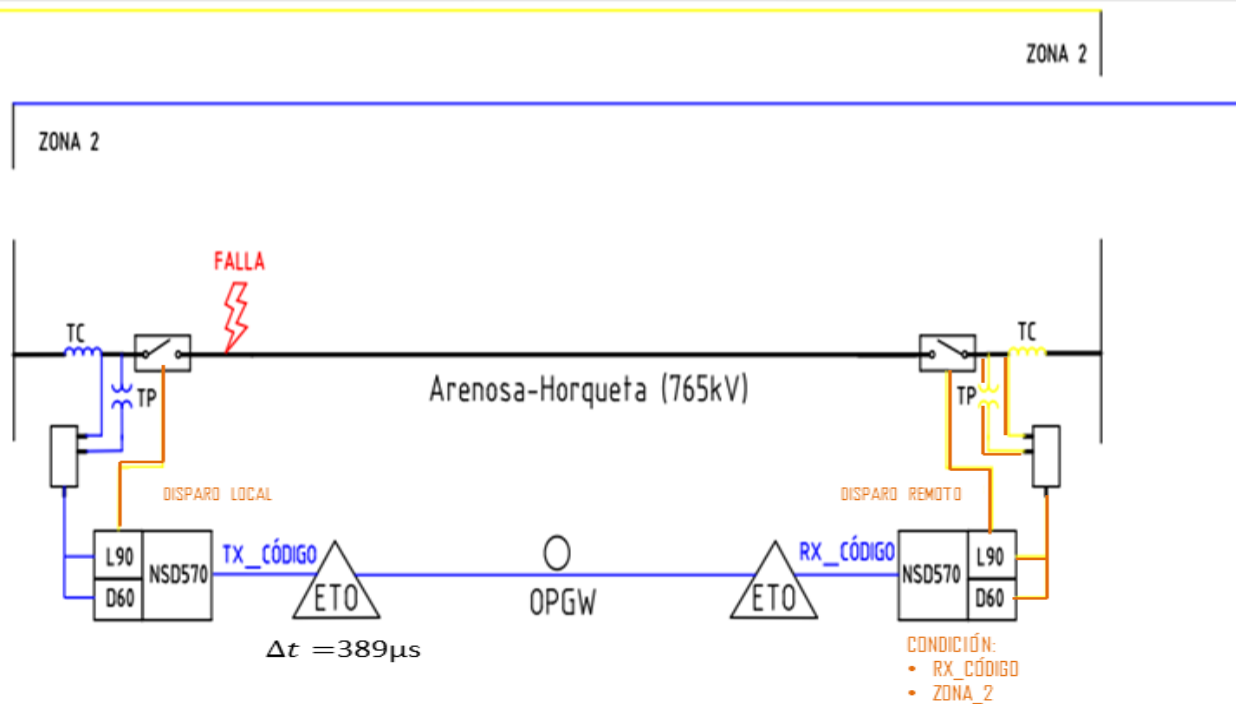 ZONA 2
ZONA 2
FALLA
TC
TC
TP
Arenosa-Horqueta (765kV)
TP
DISPARO LOCAL
DISPARO REMOTO
L90
NSD570
D60
TX_CÓDIGO
ETO
OPGW
ETO
RX_CÓDIGO
NSD570
L90
D60
Δt =389μs
CONDICIÓN:
• RX_CÓDIGO
• ZONA_2